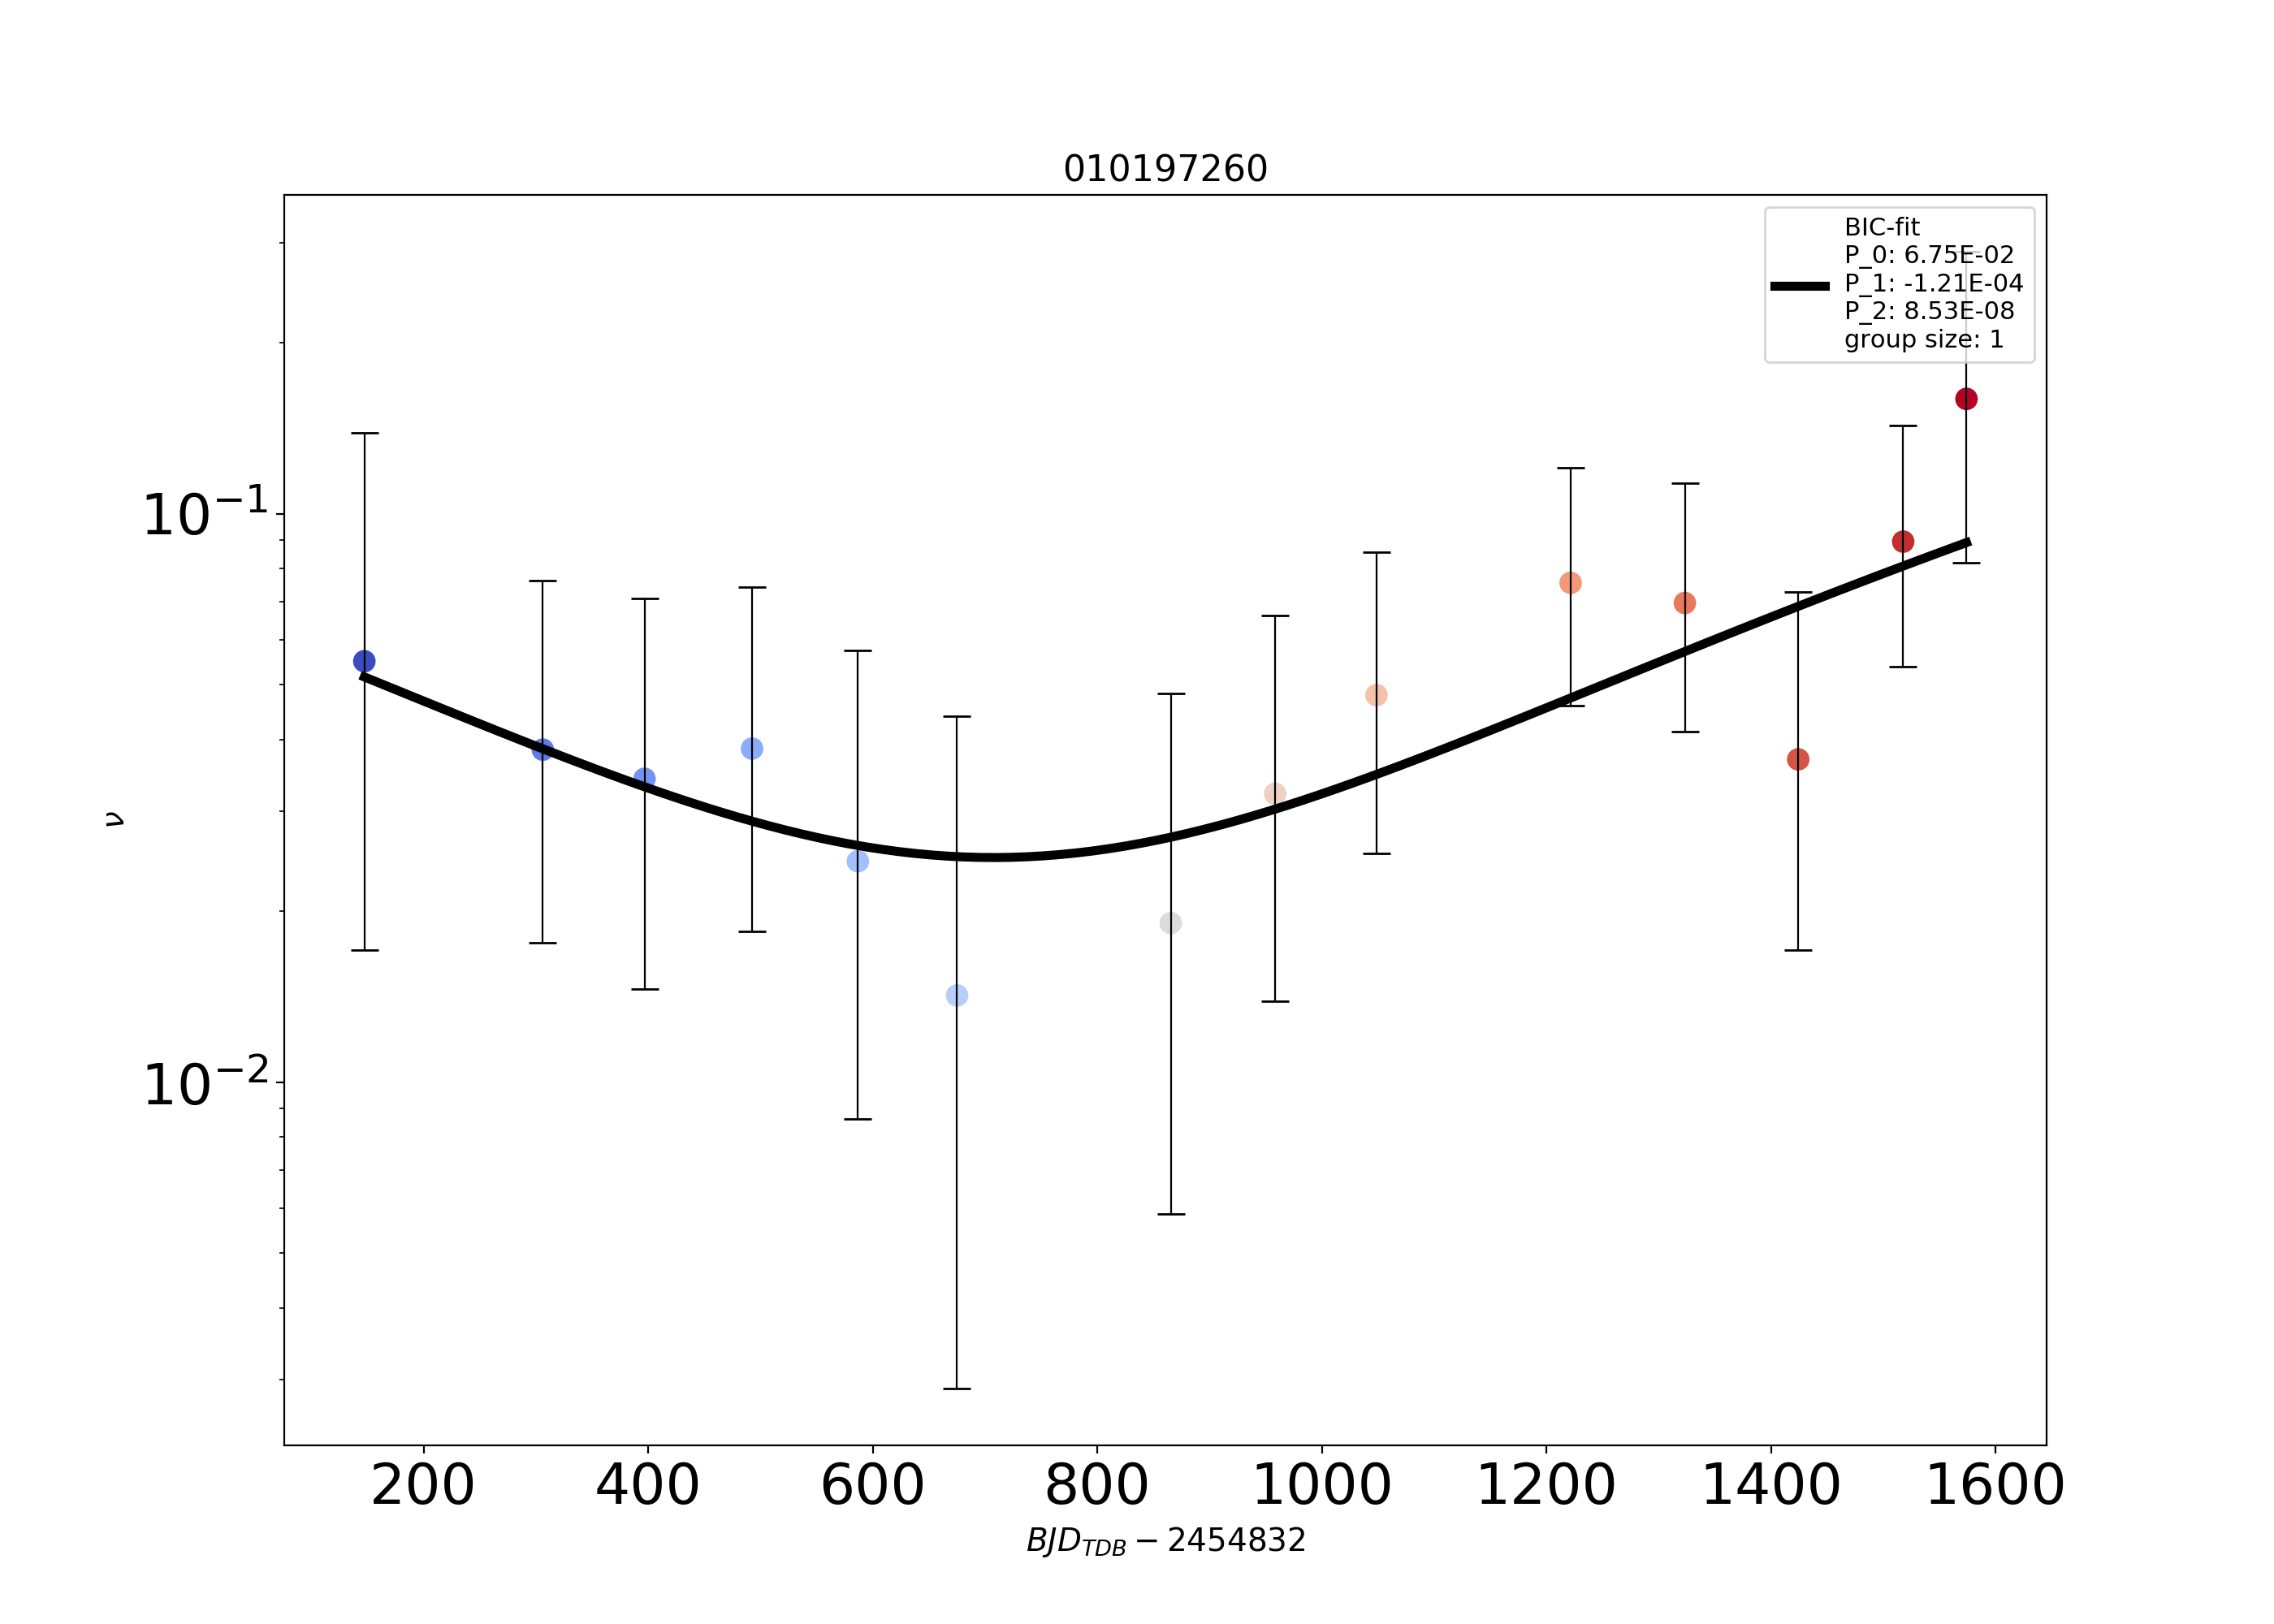 010197260
BIC-fit
P_0: 6.75E-02
P_1: -1.21E-04
P_2: 8.53E-08
group size: 1
10⁻¹
10⁻²
ν
200 400 600 800 1000 1200 1400 1600
BJD_TDB − 2454832